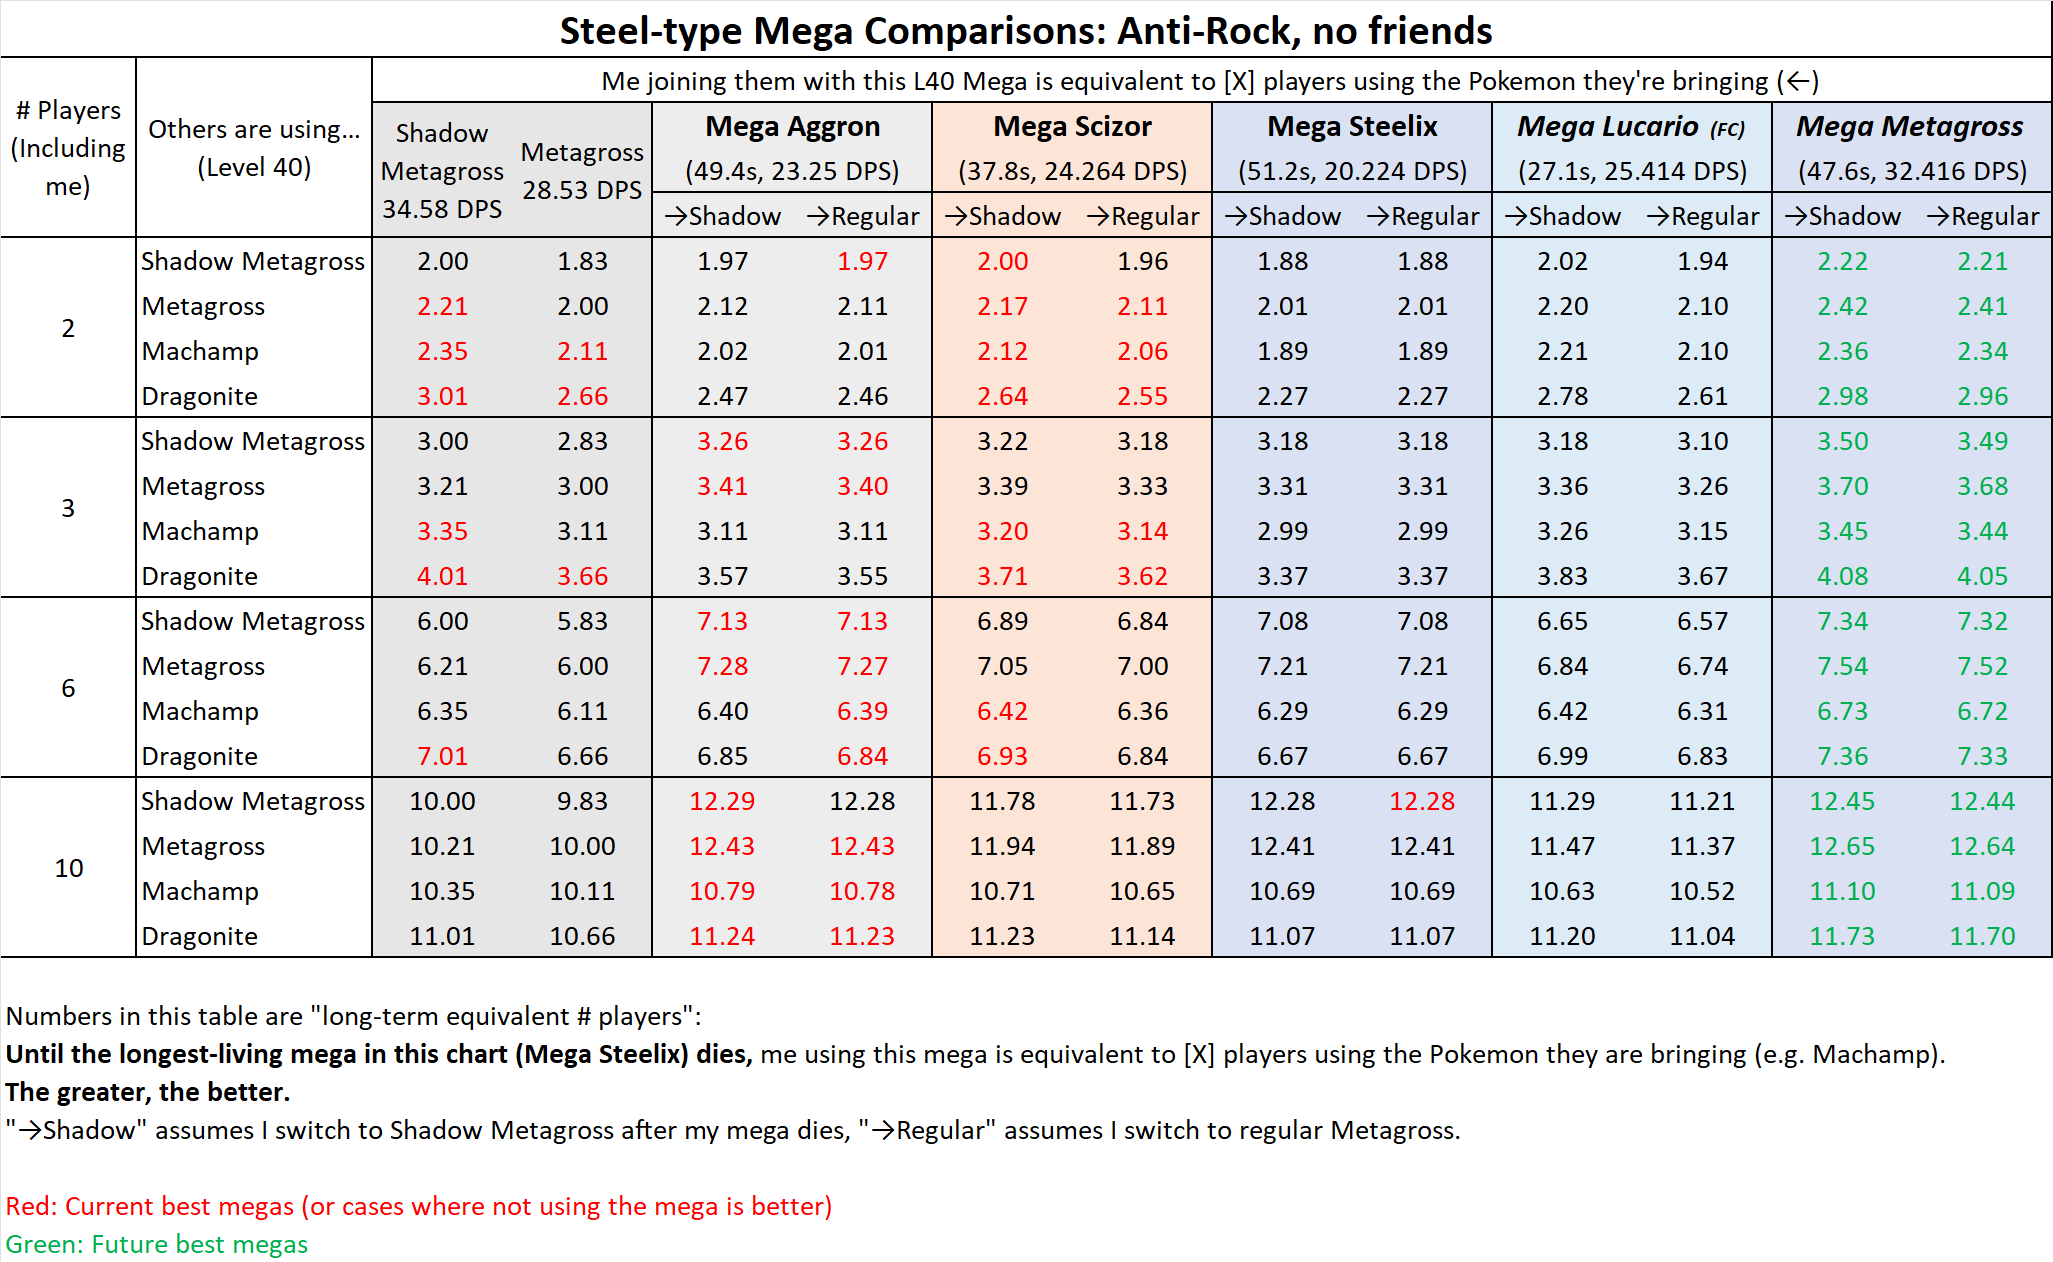 Steel-type Mega Comparisons: Anti-Rock, no friends
# Players (Including me) Others are using... (Level 40) Me joining them with this L40 Mega is equivalent to [X] players using the Pokemon they're bringing (←)
Shadow Metagross 34.58 DPS Metagross 28.53 DPS Mega Aggron (49.4s, 23.25 DPS) Mega Scizor (37.8s, 24.264 DPS) Mega Steelix (51.2s, 20.224 DPS) Mega Lucario (FC) (27.1s, 25.414 DPS) Mega Metagross (47.6s, 32.416 DPS)
→Shadow →Regular →Shadow →Regular →Shadow →Regular →Shadow →Regular →Shadow →Regular
2
Shadow Metagross 2.00 1.83 1.97 1.97 2.00 1.96 1.88 1.88 2.02 1.94 2.22 2.21
Metagross 2.21 2.00 2.12 2.11 2.17 2.11 2.01 2.01 2.20 2.10 2.42 2.41
Machamp 2.35 2.11 2.02 2.01 2.12 2.06 1.89 1.89 2.21 2.10 2.36 2.34
Dragonite 3.01 2.66 2.47 2.46 2.64 2.55 2.27 2.27 2.78 2.61 2.98 2.96
3
Shadow Metagross 3.00 2.83 3.26 3.26 3.22 3.18 3.18 3.18 3.18 3.10 3.50 3.49
Metagross 3.21 3.00 3.41 3.40 3.39 3.33 3.31 3.31 3.36 3.26 3.70 3.68
Machamp 3.35 3.11 3.11 3.11 3.20 3.14 2.99 2.99 3.26 3.15 3.45 3.44
Dragonite 4.01 3.66 3.57 3.55 3.71 3.62 3.37 3.37 3.83 3.67 4.08 4.05
6
Shadow Metagross 6.00 5.83 7.13 7.13 6.89 6.84 7.08 7.08 6.65 6.57 7.34 7.32
Metagross 6.21 6.00 7.28 7.27 7.05 7.00 7.21 7.21 6.84 6.74 7.54 7.52
Machamp 6.35 6.11 6.40 6.39 6.42 6.36 6.29 6.29 6.42 6.31 6.73 6.72
Dragonite 7.01 6.66 6.85 6.84 6.93 6.84 6.67 6.67 6.99 6.83 7.36 7.33
10
Shadow Metagross 10.00 9.83 12.29 12.28 11.78 11.73 12.28 12.28 11.29 11.21 12.45 12.44
Metagross 10.21 10.00 12.43 12.43 11.94 11.89 12.41 12.41 11.47 11.37 12.65 12.64
Machamp 10.35 10.11 10.79 10.78 10.71 10.65 10.69 10.69 10.63 10.52 11.10 11.09
Dragonite 11.01 10.66 11.24 11.23 11.23 11.14 11.07 11.07 11.20 11.04 11.73 11.70
Numbers in this table are "long-term equivalent # players":
Until the longest-living mega in this chart (Mega Steelix) dies, me using this mega is equivalent to [X] players using the Pokemon they are bringing (e.g. Machamp).
The greater, the better.
"→Shadow" assumes I switch to Shadow Metagross after my mega dies, "→Regular" assumes I switch to regular Metagross.
Red: Current best megas (or cases where not using the mega is better)
Green: Future best megas